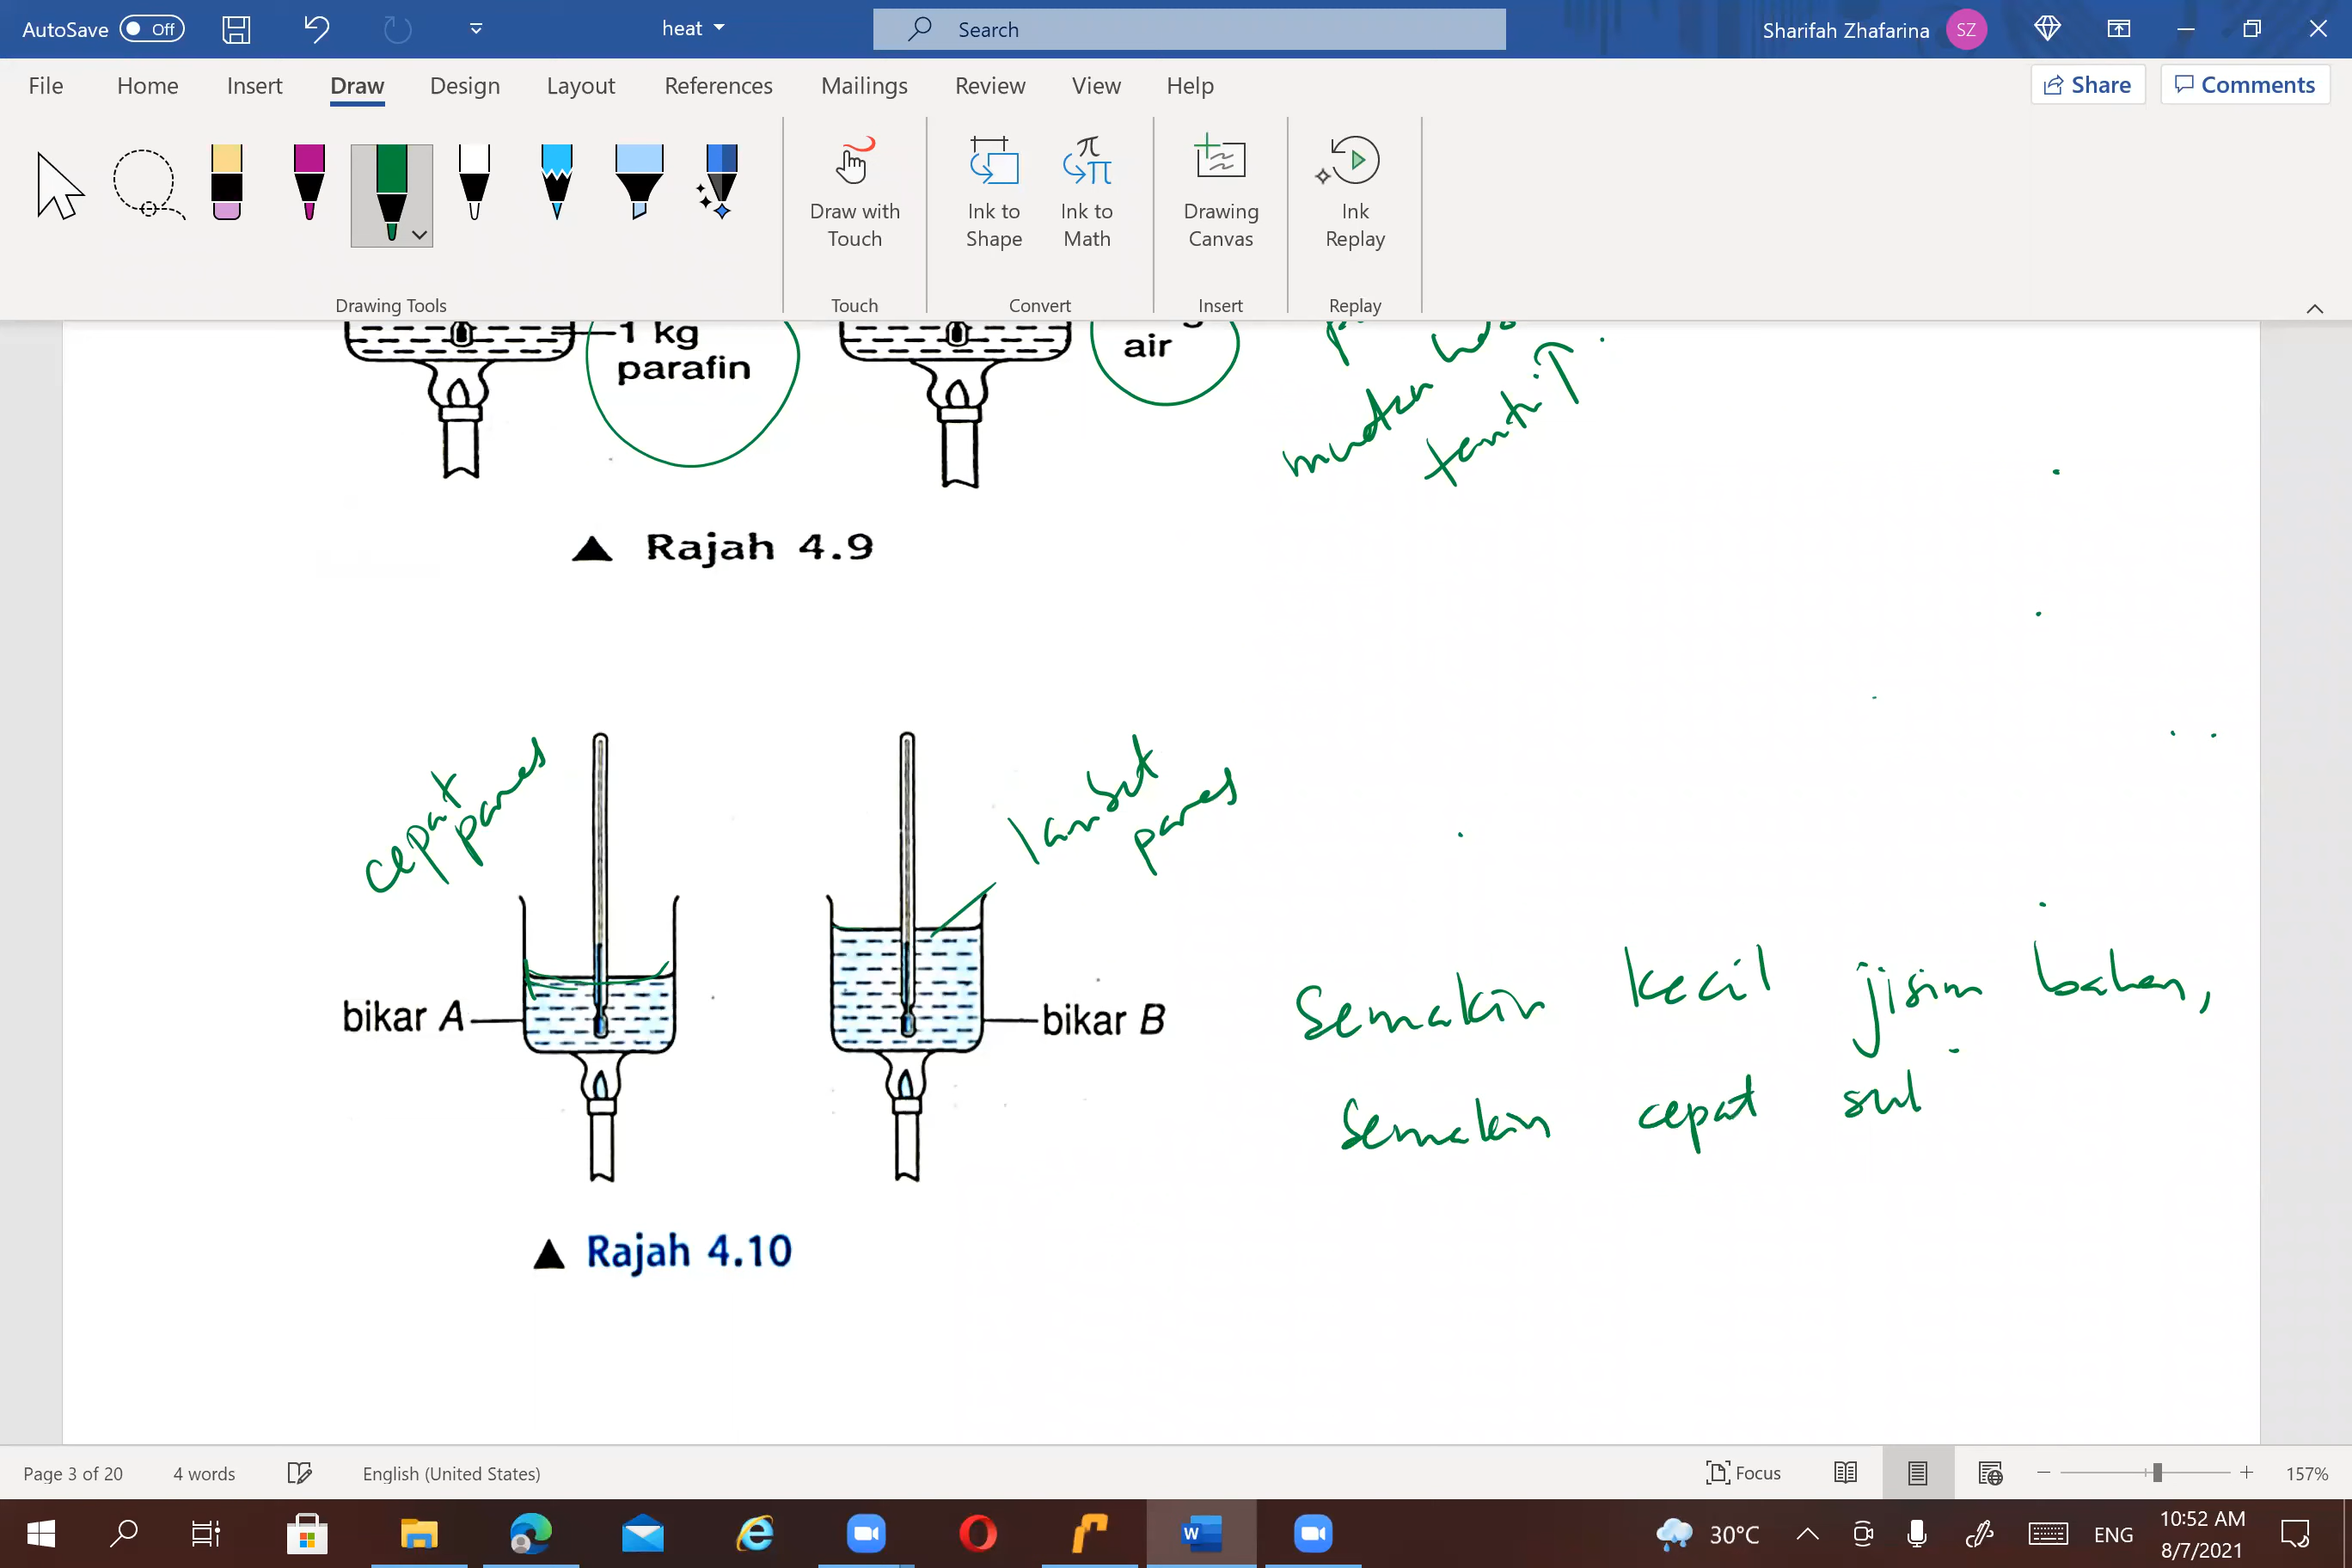 AutoSave Off heat Search Sharifah Zhafarina SZ
File Home Insert Draw Design Layout References Mailings Review View Help Share Comments
Draw with Touch
Ink to Shape
Ink to Math
Drawing Canvas
Ink Replay
Drawing Tools Touch Convert Insert Replay
1 kg
parafin
air
▲ Rajah 4.9
cepat
panas
lambat
panas
bikar A
bikar B
Semakin kecil jisim bahan,
Semakin cepat
▲ Rajah 4.10
Page 3 of 20 4 words English (United States) Focus 157%
30°C ENG 10:52 AM
8/7/2021